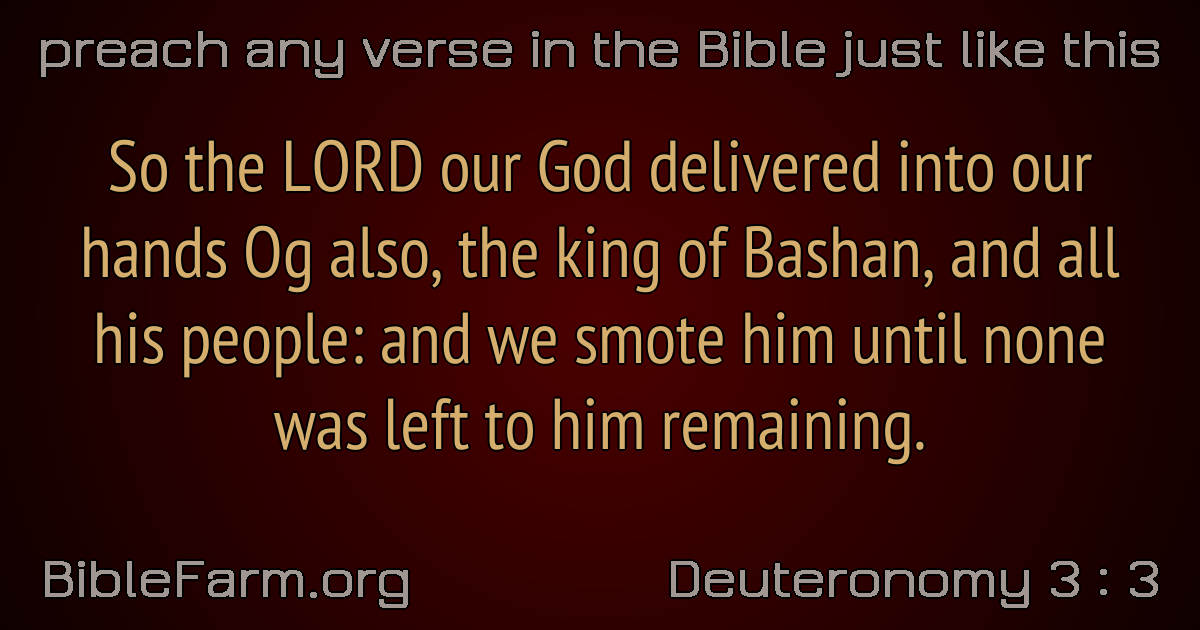 preach any verse in the Bible just like this
So the LORD our God delivered into our
hands Og also, the king of Bashan, and all
his people: and we smote him until none
was left to him remaining.
BibleFarm.org
Deuteronomy 3 : 3